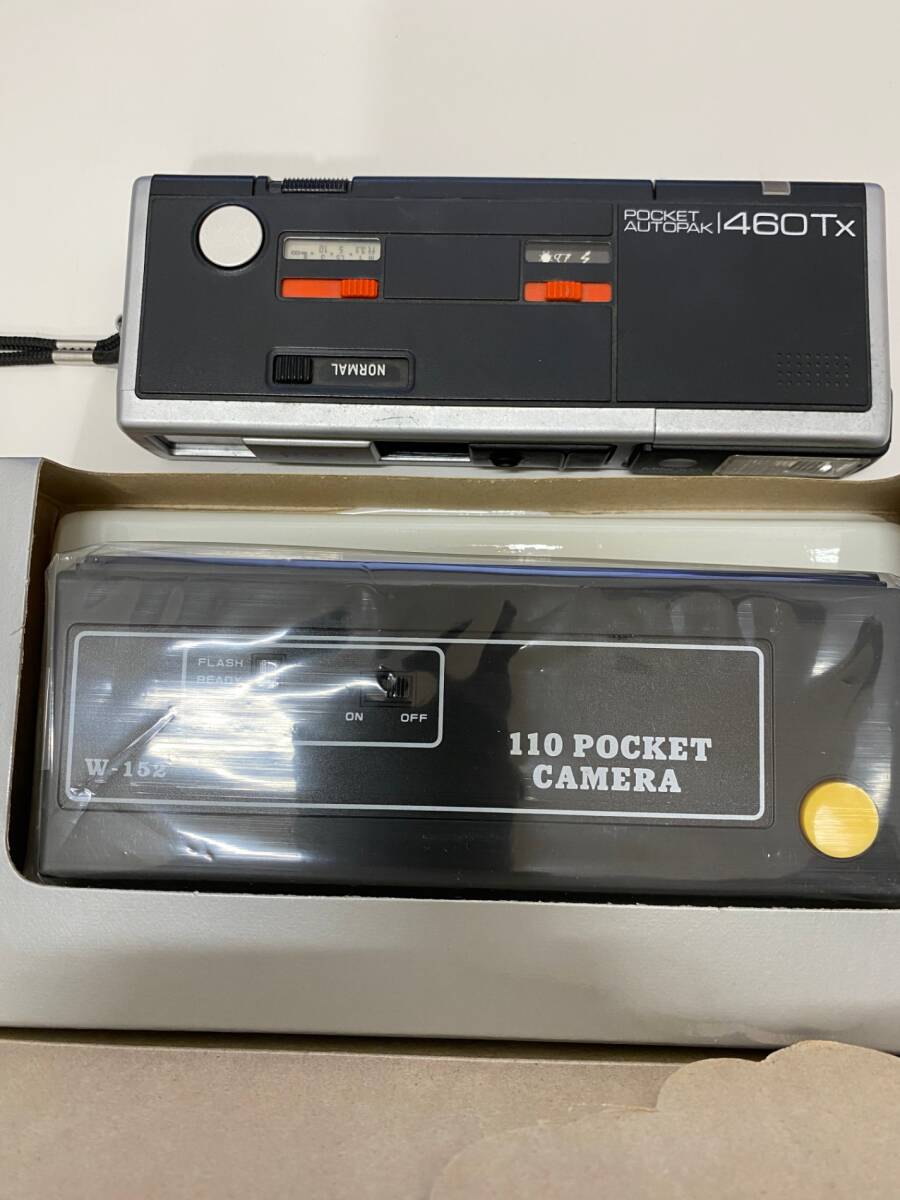 POCKET
AUTOPAK 460Tx
NORMAL
FLASH
READY
ON OFF
W-152
110 POCKET
CAMERA